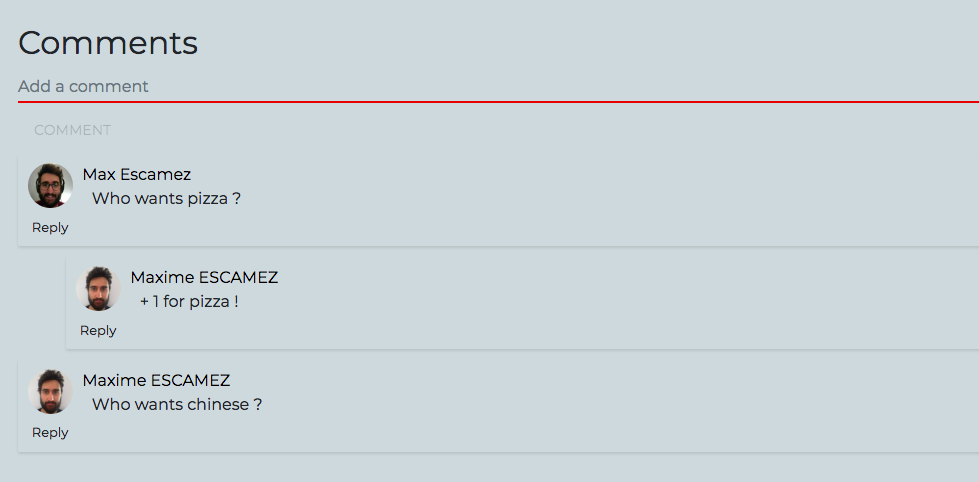 Comments
Add a comment
COMMENT
Max Escamez
Who wants pizza ?
Reply
Maxime ESCAMEZ
+ 1 for pizza !
Reply
Maxime ESCAMEZ
Who wants chinese ?
Reply